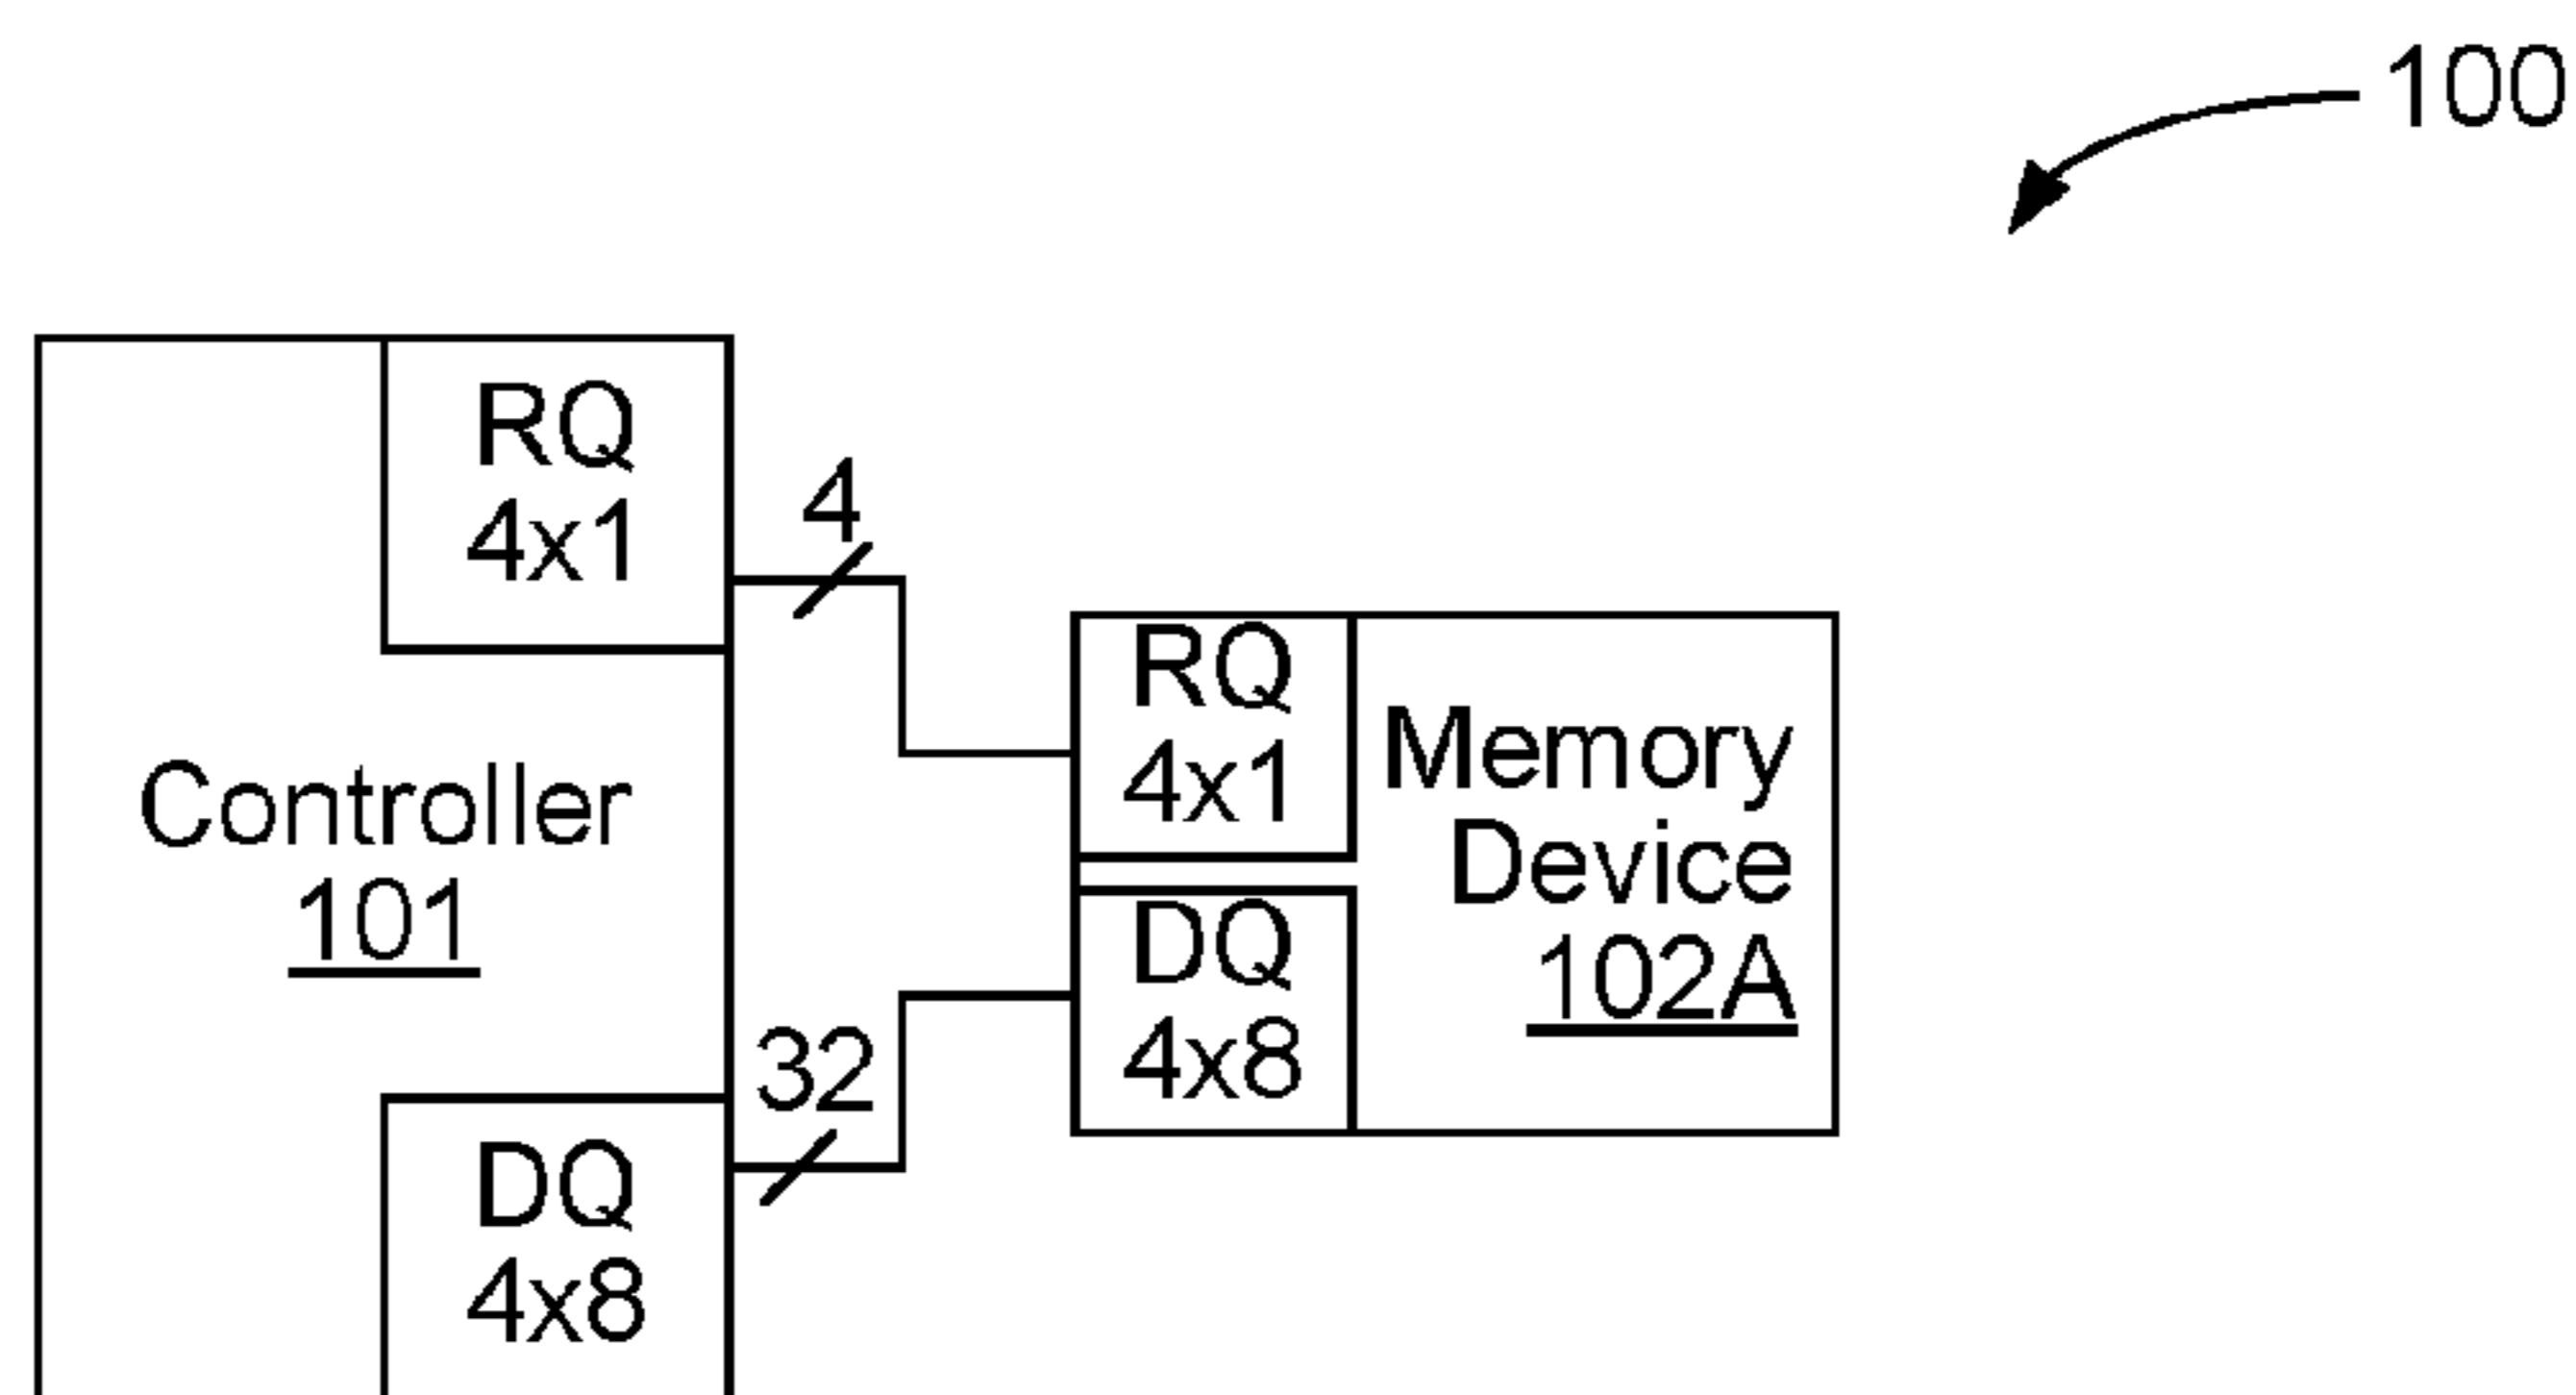 100
RQ
4x1
4
RQ
4x1
Memory
Device
102A
Controller
101
DQ
4x8
32
DQ
4x8